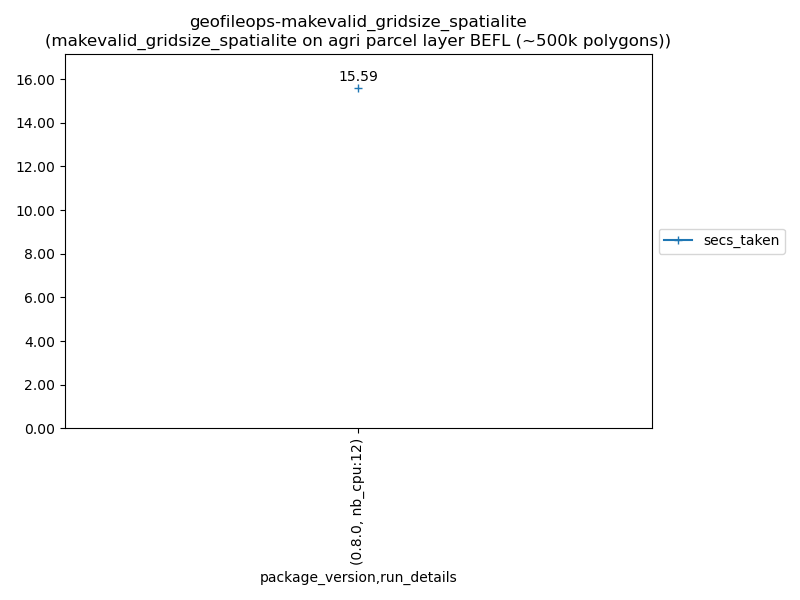 geofileops-makevalid_gridsize_spatialite
(makevalid_gridsize_spatialite on agri parcel layer BEFL (~500k polygons))
16.00
14.00
12.00
10.00
8.00
6.00
4.00
2.00
0.00
15.59
secs_taken
(0.8.0, nb_cpu:12)
package_version,run_details